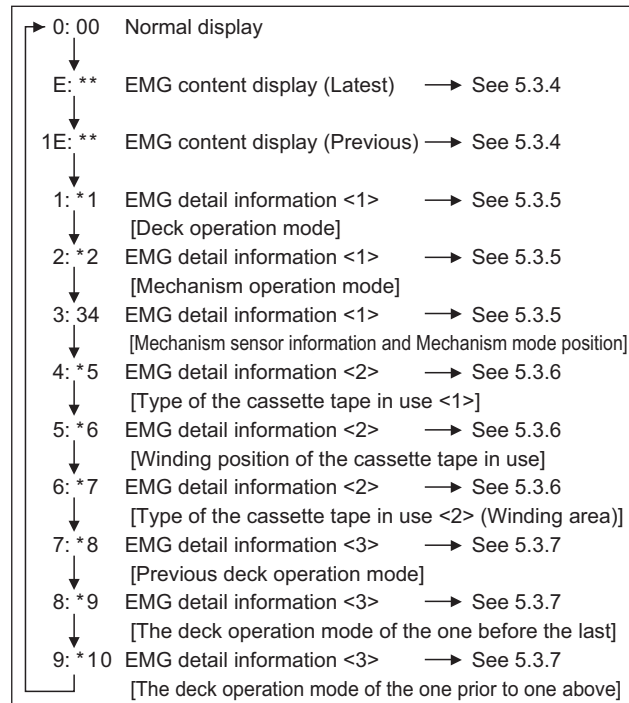 0: 00 Normal display
E: ** EMG content display (Latest) → See 5.3.4
1E: ** EMG content display (Previous) → See 5.3.4
1: *1 EMG detail information <1> → See 5.3.5
[Deck operation mode]
2: *2 EMG detail information <1> → See 5.3.5
[Mechanism operation mode]
3: 34 EMG detail information <1> → See 5.3.5
[Mechanism sensor information and Mechanism mode position]
4: *5 EMG detail information <2> → See 5.3.6
[Type of the cassette tape in use <1>]
5: *6 EMG detail information <2> → See 5.3.6
[Winding position of the cassette tape in use]
6: *7 EMG detail information <2> → See 5.3.6
[Type of the cassette tape in use <2> (Winding area)]
7: *8 EMG detail information <3> → See 5.3.7
[Previous deck operation mode]
8: *9 EMG detail information <3> → See 5.3.7
[The deck operation mode of the one before the last]
9: *10 EMG detail information <3> → See 5.3.7
[The deck operation mode of the one prior to one above]